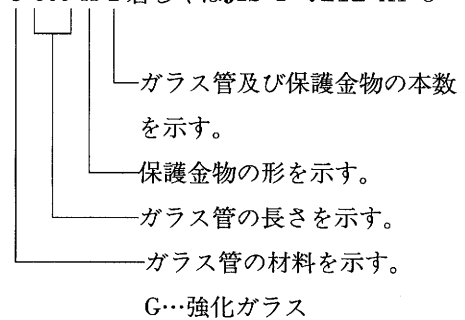 ガラス管及び保護金物の本数
を示す。
保護金物の形を示す。
ガラス管の長さを示す。
ガラス管の材料を示す。
G…強化ガラス